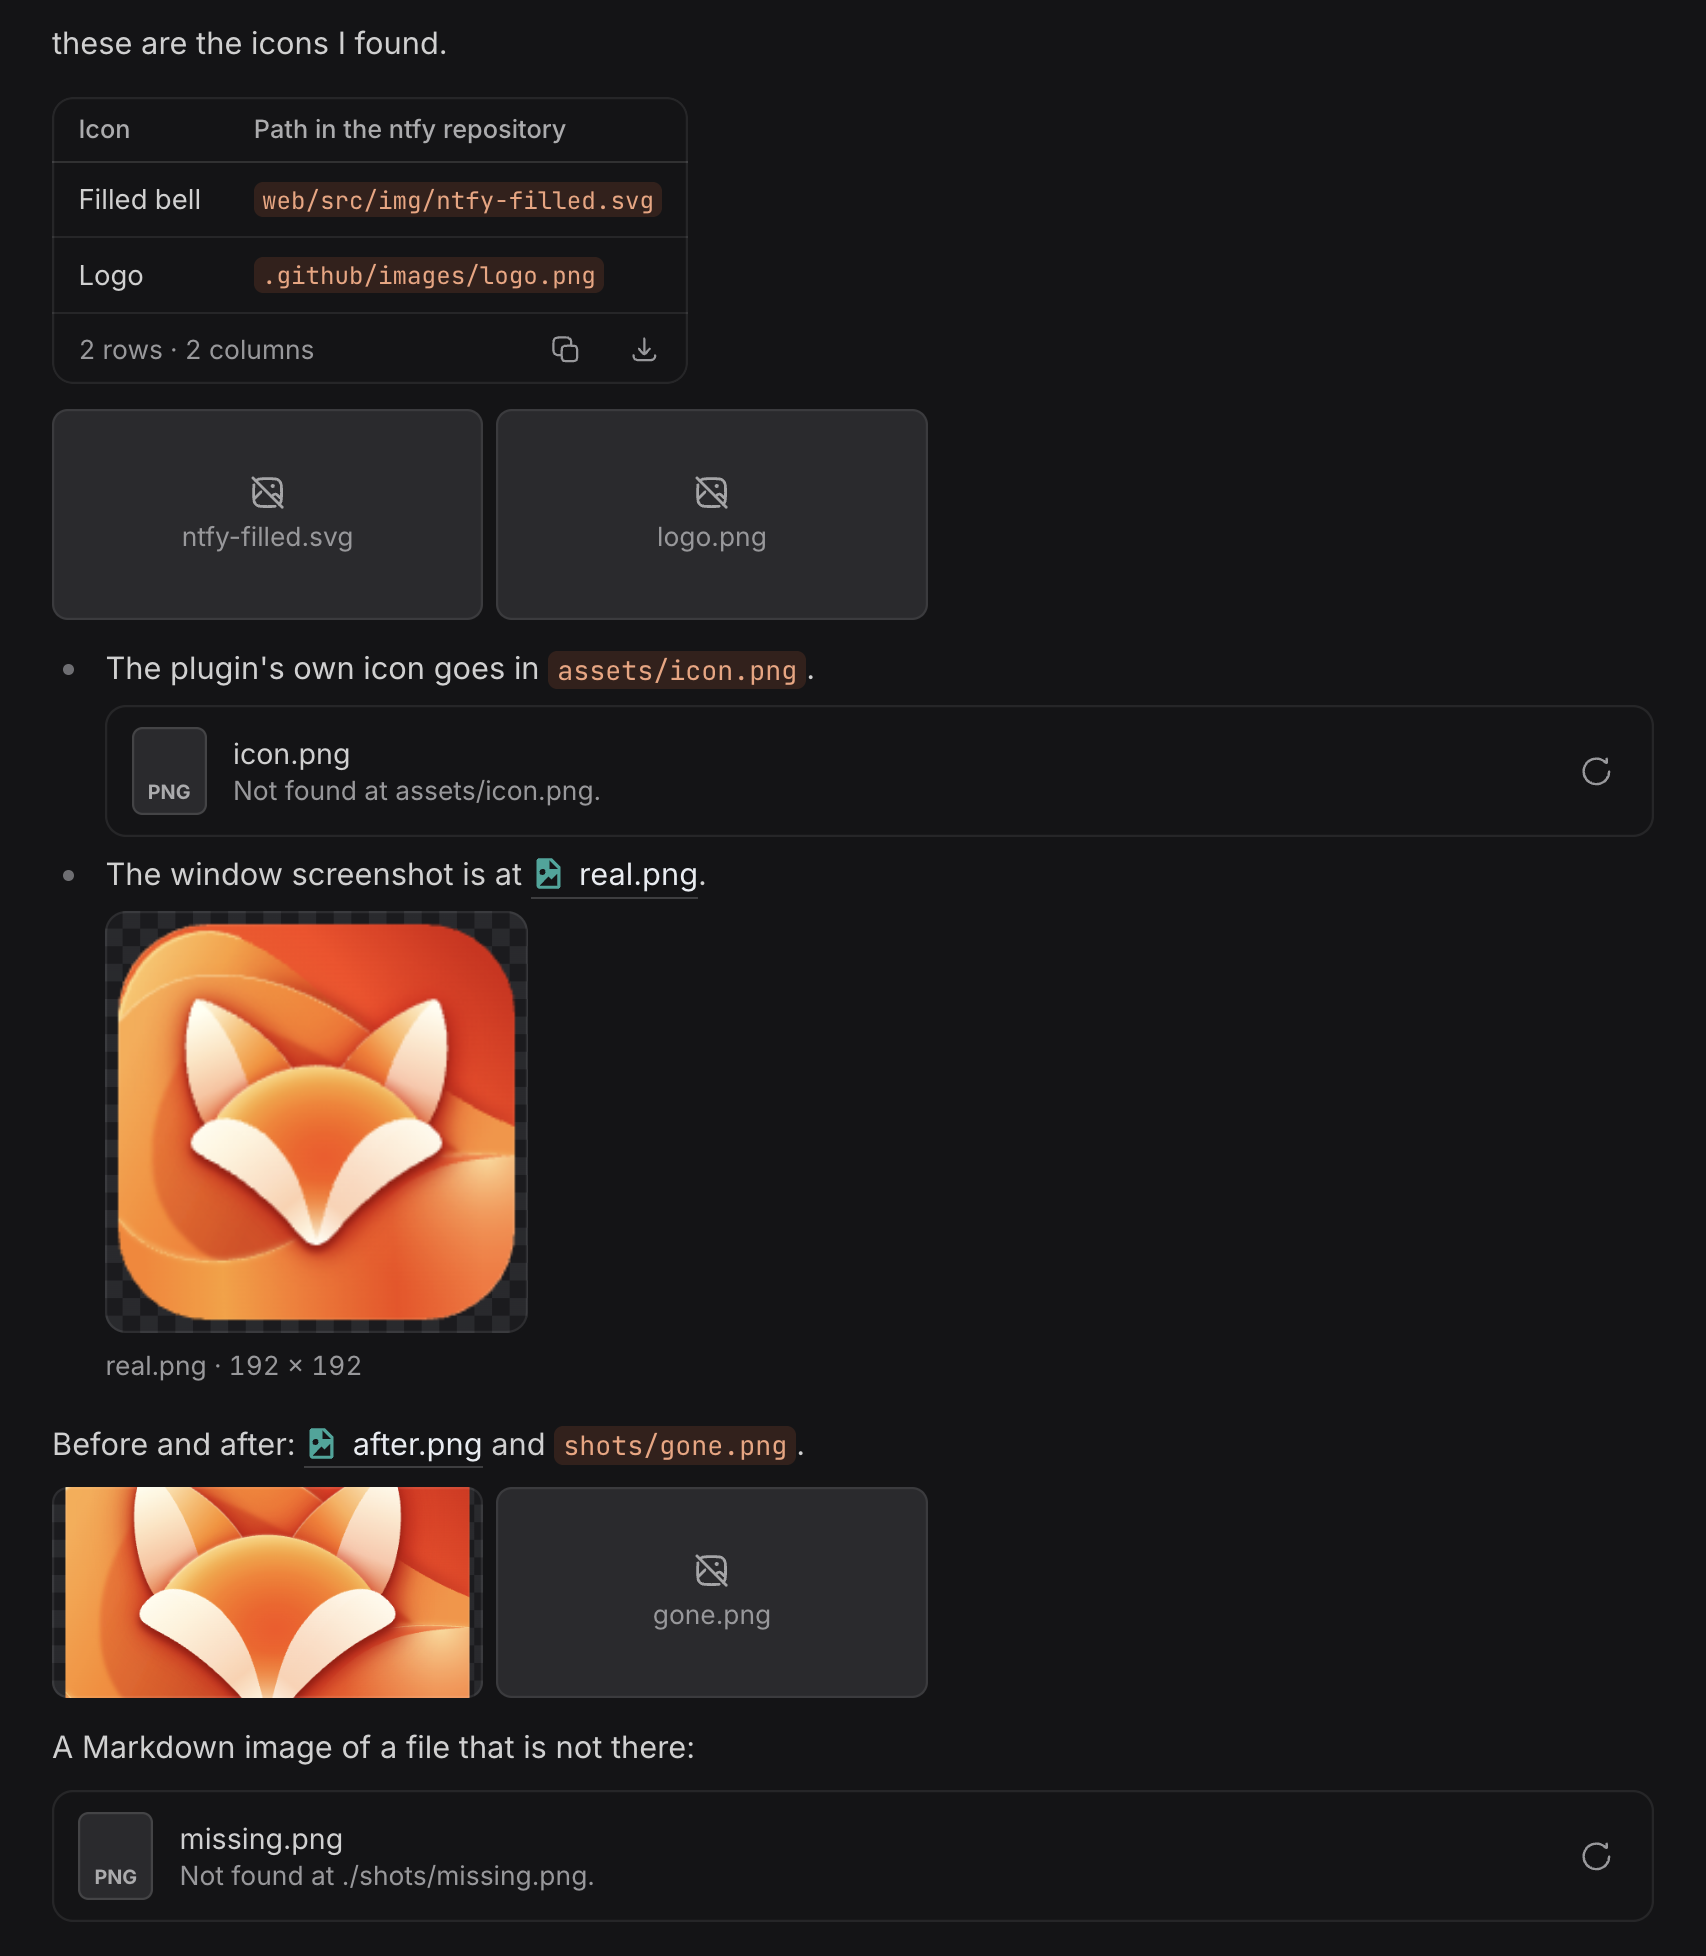 these are the icons I found.
Icon Path in the ntfy repository
Filled bell web/src/img/ntfy-filled.svg
Logo .github/images/logo.png
2 rows · 2 columns
ntfy-filled.svg logo.png
The plugin's own icon goes in assets/icon.png.
icon.png
PNG
Not found at assets/icon.png.
The window screenshot is at real.png.
real.png · 192 × 192
Before and after: after.png and shots/gone.png.
gone.png
A Markdown image of a file that is not there:
missing.png
PNG
Not found at ./shots/missing.png.